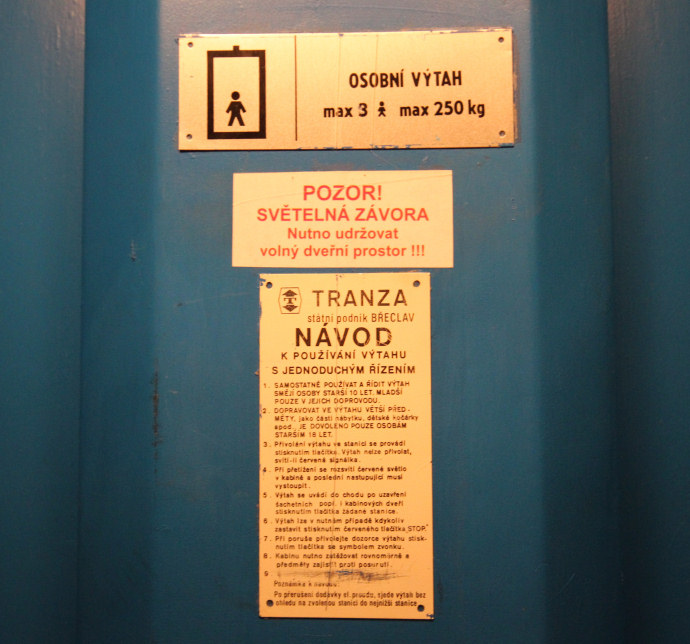 OSOBNÍ VÝTAH
max 3 max 250 kg
POZOR!
SVĚTELNÁ ZÁVORA
Nutno udržovat
volný dveřní prostor !!!
TRANZA
státní podnik BŘECLAV
NÁVOD
K POUŽÍVÁNÍ VÝTAHU
S JEDNODUCHÝM ŘÍZENÍM
1. SAMOSTATNĚ POUŽÍVAT A ŘÍDIT VÝTAH
SMĚJÍ OSOBY STARŠÍ 10 LET. MLADŠÍ
POUZE V JEJICH DOPROVODU.
2. DOPRAVOVAT VE VÝTAHU VĚTŠÍ PŘED-
MĚTY, jako části nábytku, dětské kočárky
apod., JE DOVOLENO POUZE OSOBÁM
STARŠÍM 18 LET.
3. Přivolání výtahu ve stanici se provádí
stisknutím tlačítka. Výtah nelze přivolat,
svítí-li červená signálka.
4. Při přetížení se rozsvítí červené světlo
v kabině a poslední nastupující musí
vystoupit.
5. Výtah se uvádí do chodu po uzavření
šachetních popř. i kabinových dveří
stisknutím tlačítka žádané stanice.
6. Výtah lze v nutném případě kdykoliv
zastavit stisknutím červeného tlačítka „STOP."
7. Při poruše přivolejte dozorce výtahu stisk-
nutím tlačítka se symbolem zvonku.
8. Kabinu nutno zatěžovat rovnoměrně a
předměty zajistit proti posunutí.
9
Poznámka k návodu:
Po přerušení dodávky el. proudu, sjede výtah bez
ohledu na zvolenou stanici do nejnižší stanice